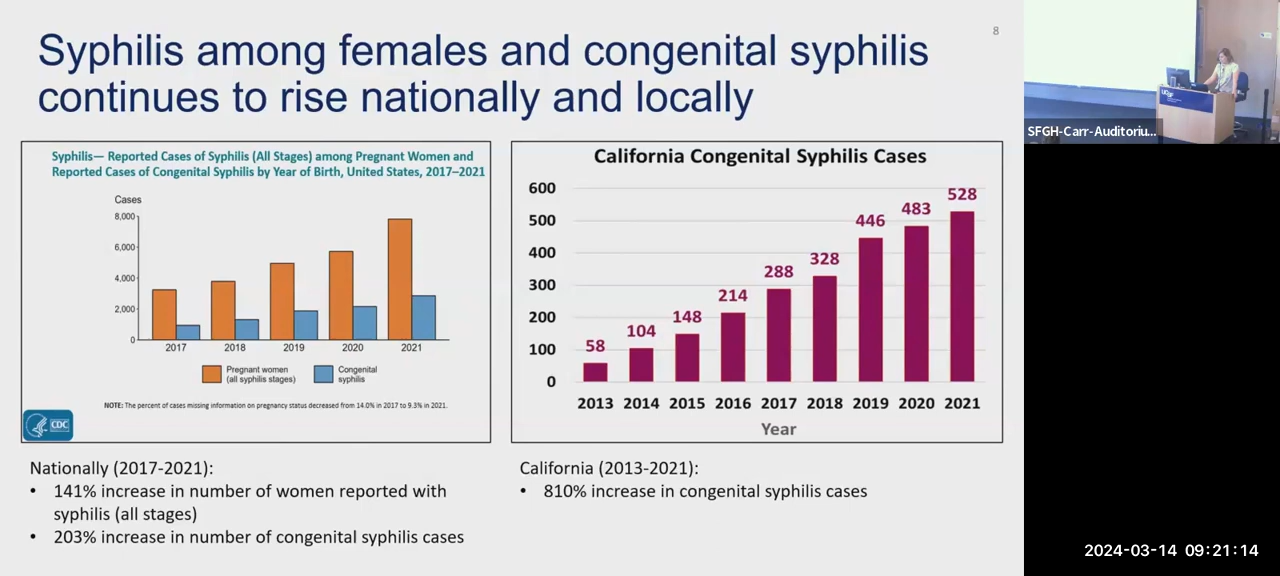 Syphilis among females and congenital syphilis
continues to rise nationally and locally
8
Syphilis— Reported Cases of Syphilis (All Stages) among Pregnant Women and
Reported Cases of Congenital Syphilis by Year of Birth, United States, 2017–2021
Cases
8,000
6,000
4,000
2,000
0
2017 2018 2019 2020 2021
Pregnant women
(all syphilis stages)
Congenital
syphilis
NOTE: The percent of cases missing information on pregnancy status decreased from 14.0% in 2017 to 9.3% in 2021.
CDC
California Congenital Syphilis Cases
600
500
400
300
200
100
0
58 104 148 214 288 328 446 483 528
2013 2014 2015 2016 2017 2018 2019 2020 2021
Year
Nationally (2017-2021):
• 141% increase in number of women reported with
syphilis (all stages)
• 203% increase in number of congenital syphilis cases
California (2013-2021):
• 810% increase in congenital syphilis cases
UCSF
SFGH-Carr-Auditoriu...
2024-03-14 09:21:14